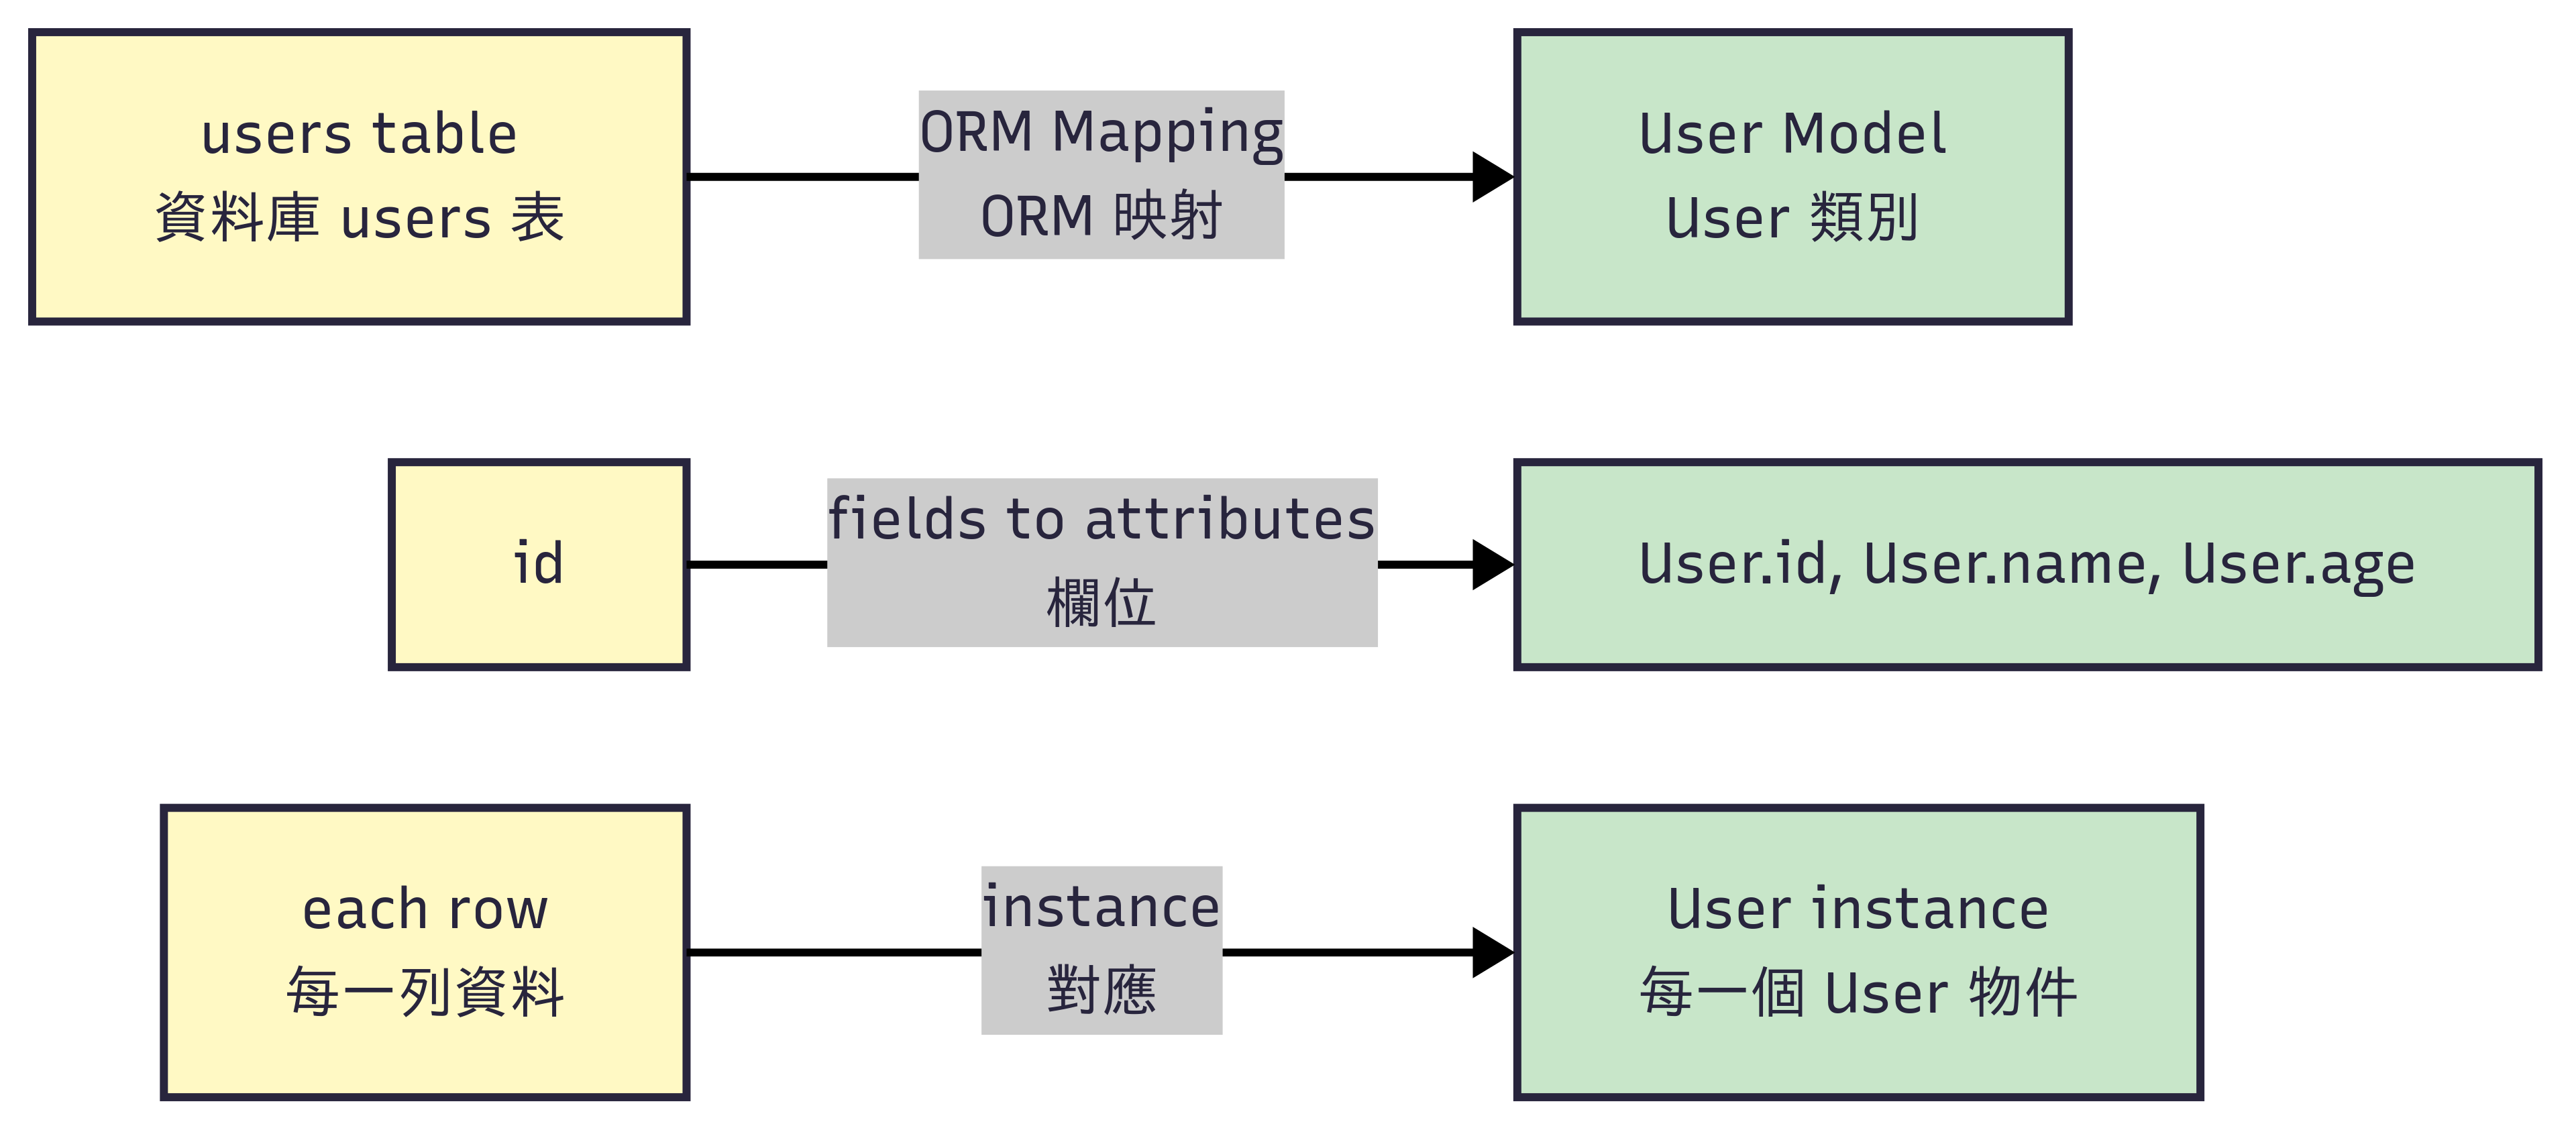 users table
資料庫 users 表
ORM Mapping
ORM 映射
User Model
User 類別
id
fields to attributes
欄位
User.id, User.name, User.age
each row
每一列資料
instance
對應
User instance
每一個 User 物件